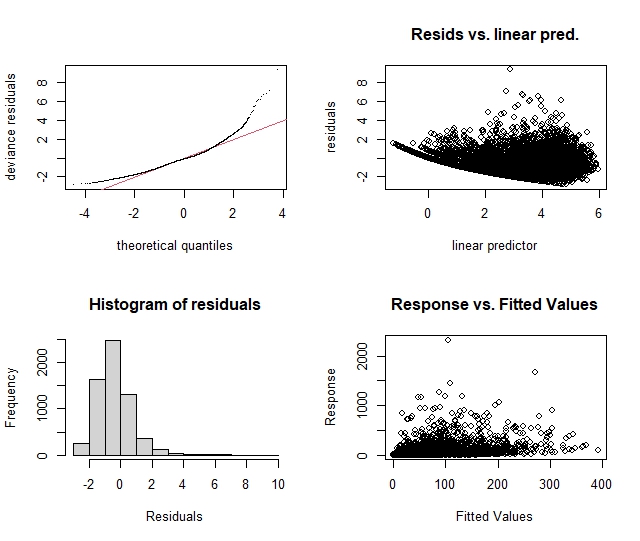 deviance residuals
-2 2 4 6 8
-4 -2 0 2 4
theoretical quantiles
Resids vs. linear pred.
residuals
-2 2 4 6 8
0 2 4 6
linear predictor
Histogram of residuals
Frequency
0 1000 2000
-2 0 2 4 6 8 10
Residuals
Response vs. Fitted Values
Response
0 1000 2000
0 100 200 300 400
Fitted Values